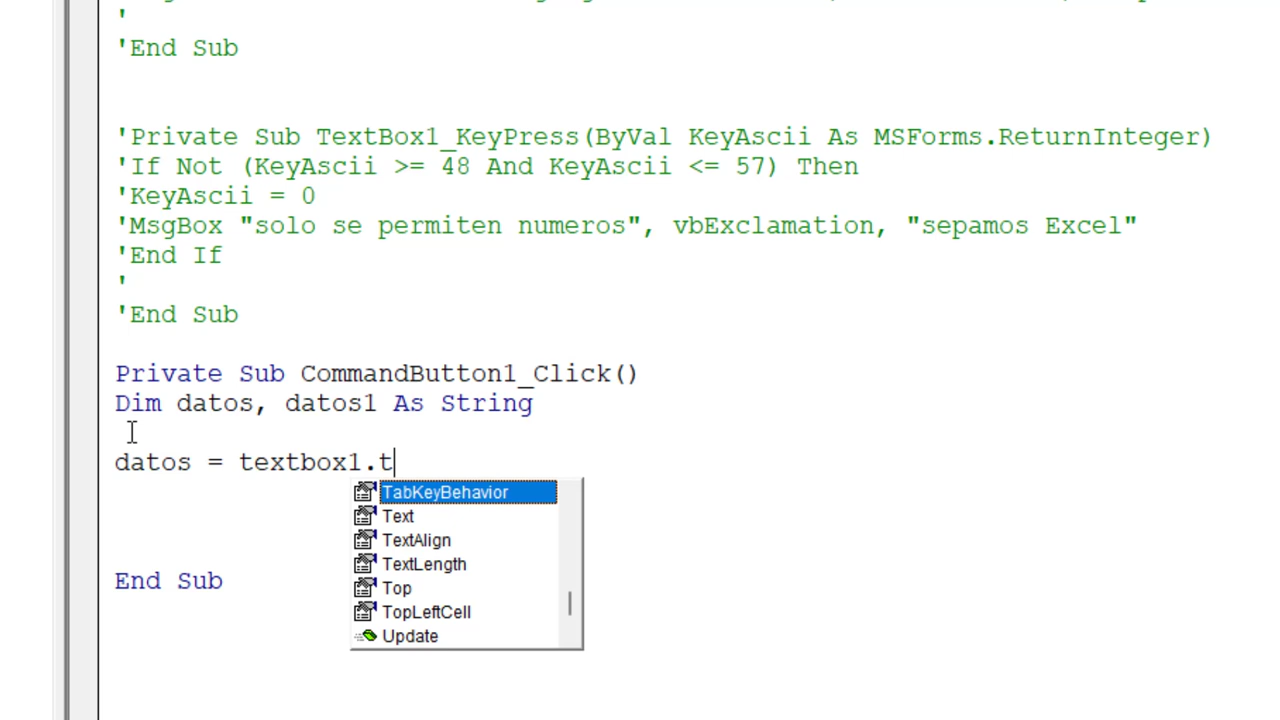 '
'End Sub
'Private Sub TextBox1_KeyPress(ByVal KeyAscii As MSForms.ReturnInteger)
'If Not (KeyAscii >= 48 And KeyAscii <= 57) Then
'KeyAscii = 0
'MsgBox "solo se permiten numeros", vbExclamation, "sepamos Excel"
'End If
'
'End Sub
Private Sub CommandButton1_Click()
Dim datos, datos1 As String
datos = textbox1.t
TabKeyBehavior
Text
TextAlign
TextLength
Top
TopLeftCell
Update
End Sub